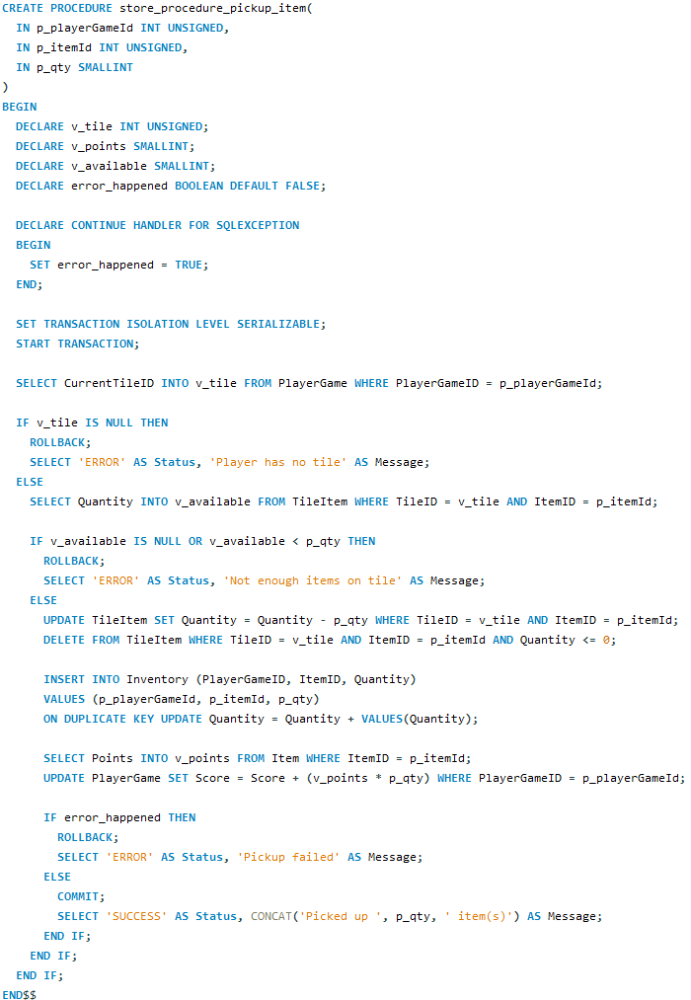 CREATE PROCEDURE store_procedure_pickup_item(
IN p_playerGameId INT UNSIGNED,
IN p_itemId INT UNSIGNED,
IN p_qty SMALLINT
)
BEGIN
DECLARE v_tile INT UNSIGNED;
DECLARE v_points SMALLINT;
DECLARE v_available SMALLINT;
DECLARE error_happened BOOLEAN DEFAULT FALSE;
DECLARE CONTINUE HANDLER FOR SQLEXCEPTION
BEGIN
SET error_happened = TRUE;
END;
SET TRANSACTION ISOLATION LEVEL SERIALIZABLE;
START TRANSACTION;
SELECT CurrentTileID INTO v_tile FROM PlayerGame WHERE PlayerGameID = p_playerGameId;
IF v_tile IS NULL THEN
ROLLBACK;
SELECT 'ERROR' AS Status, 'Player has no tile' AS Message;
ELSE
SELECT Quantity INTO v_available FROM TileItem WHERE TileID = v_tile AND ItemID = p_itemId;
IF v_available IS NULL OR v_available < p_qty THEN
ROLLBACK;
SELECT 'ERROR' AS Status, 'Not enough items on tile' AS Message;
ELSE
UPDATE TileItem SET Quantity = Quantity - p_qty WHERE TileID = v_tile AND ItemID = p_itemId;
DELETE FROM TileItem WHERE TileID = v_tile AND ItemID = p_itemId AND Quantity <= 0;
INSERT INTO Inventory (PlayerGameID, ItemID, Quantity)
VALUES (p_playerGameId, p_itemId, p_qty)
ON DUPLICATE KEY UPDATE Quantity = Quantity + VALUES(Quantity);
SELECT Points INTO v_points FROM Item WHERE ItemID = p_itemId;
UPDATE PlayerGame SET Score = Score + (v_points * p_qty) WHERE PlayerGameID = p_playerGameId;
IF error_happened THEN
ROLLBACK;
SELECT 'ERROR' AS Status, 'Pickup failed' AS Message;
ELSE
COMMIT;
SELECT 'SUCCESS' AS Status, CONCAT('Picked up ', p_qty, ' item(s)') AS Message;
END IF;
END IF;
END IF;
END$$